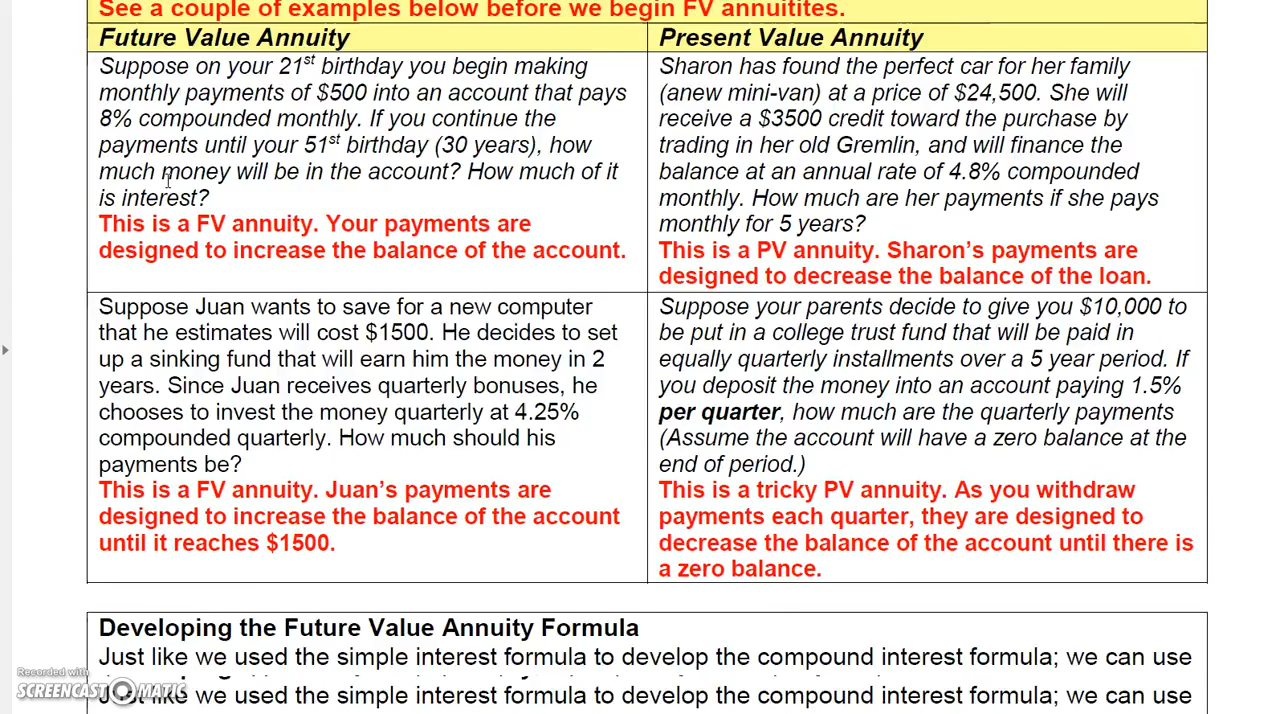 See a couple of examples below before we begin FV annuitites.
Future Value Annuity
Suppose on your 21st birthday you begin making
monthly payments of $500 into an account that pays
8% compounded monthly. If you continue the
payments until your 51st birthday (30 years), how
much money will be in the account? How much of it
is interest?
This is a FV annuity. Your payments are
designed to increase the balance of the account.
Present Value Annuity
Sharon has found the perfect car for her family
(anew mini-van) at a price of $24,500. She will
receive a $3500 credit toward the purchase by
trading in her old Gremlin, and will finance the
balance at an annual rate of 4.8% compounded
monthly. How much are her payments if she pays
monthly for 5 years?
This is a PV annuity. Sharon's payments are
designed to decrease the balance of the loan.
Suppose Juan wants to save for a new computer
that he estimates will cost $1500. He decides to set
up a sinking fund that will earn him the money in 2
years. Since Juan receives quarterly bonuses, he
chooses to invest the money quarterly at 4.25%
compounded quarterly. How much should his
payments be?
This is a FV annuity. Juan's payments are
designed to increase the balance of the account
until it reaches $1500.
Suppose your parents decide to give you $10,000 to
be put in a college trust fund that will be paid in
equally quarterly installments over a 5 year period. If
you deposit the money into an account paying 1.5%
per quarter, how much are the quarterly payments
(Assume the account will have a zero balance at the
end of period.)
This is a tricky PV annuity. As you withdraw
payments each quarter, they are designed to
decrease the balance of the account until there is
a zero balance.
Developing the Future Value Annuity Formula
Just like we used the simple interest formula to develop the compound interest formula; we can use
Just like we used the simple interest formula to develop the compound interest formula; we can use
Recorded with
SCREENCAST MATIC